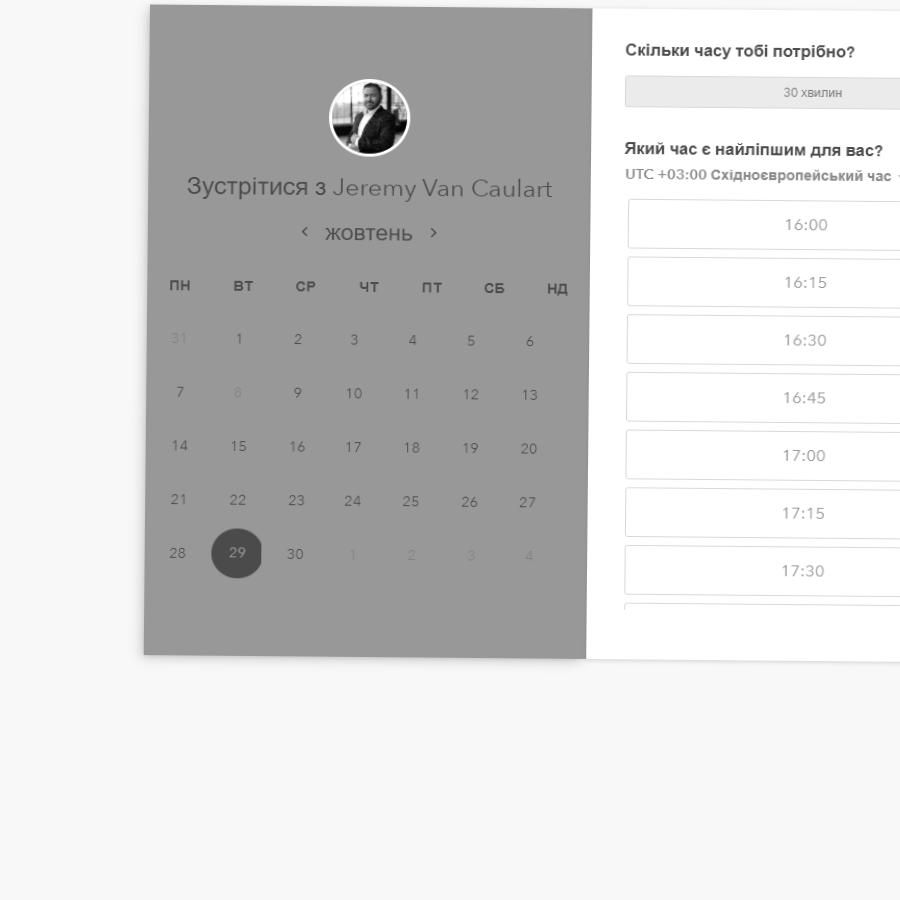 Зустрітися з Jeremy Van Caulart
‹ жовтень ›
ПН ВТ СР ЧТ ПТ СБ НД
31 1 2 3 4 5 6
7 8 9 10 11 12 13
14 15 16 17 18 19 20
21 22 23 24 25 26 27
28 29 30 1 2 3 4
Скільки часу тобі потрібно?
30 хвилин
Який час є найліпшим для вас?
UTC +03:00 Східноєвропейський час
16:00
16:15
16:30
16:45
17:00
17:15
17:30